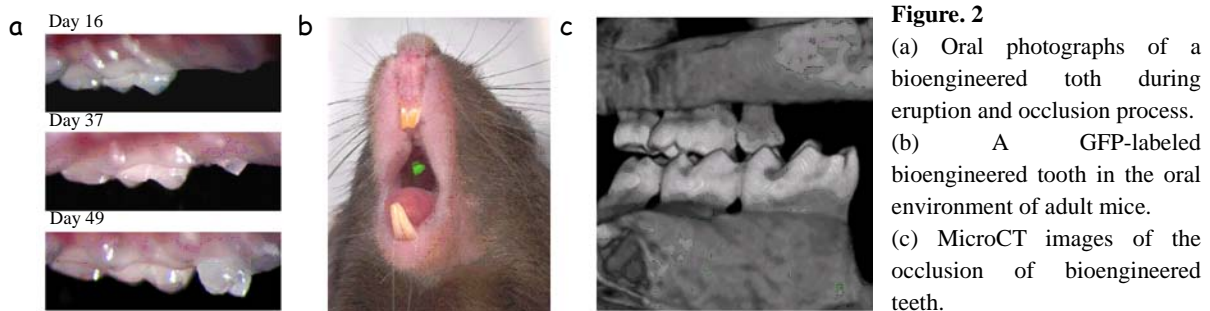 a
Day 16
Day 37
Day 49
b
c
Figure. 2
(a) Oral photographs of a
bioengineered toth during
eruption and occlusion process.
(b) A GFP-labeled
bioengineered tooth in the oral
environment of adult mice.
(c) MicroCT images of the
occlusion of bioengineered
teeth.